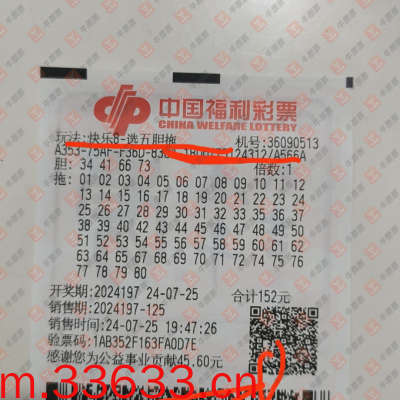 中国福利彩票
CHINA WELFARE LOTTERY
玩法:快乐8-选五胆拖 机号:36090513
A353-75AF-F36D- 124312/A566A
胆: 34 41 66 73 倍数:1
拖: 01 02 03 04 05 06 07 08 09 10 11 12
13 14 15 16 17 18 19 20 21 22 23 24
25 26 27 28 29 30 31 32 33 35 36 37
38 39 40 42 43 44 45 46 47 48 49 50
51 52 53 54 55 56 57 58 59 60 61 62
63 64 65 67 68 69 70 71 72 74 75 76
77 78 79 80
开奖期:2024197 24-07-25 合计152元
销售期:2024197-125
销售时间:24-07-25 19:47:26
验票码:1AB352F163FA0D7E
感谢您为公益事业贡献45.60元
m.33633.cn